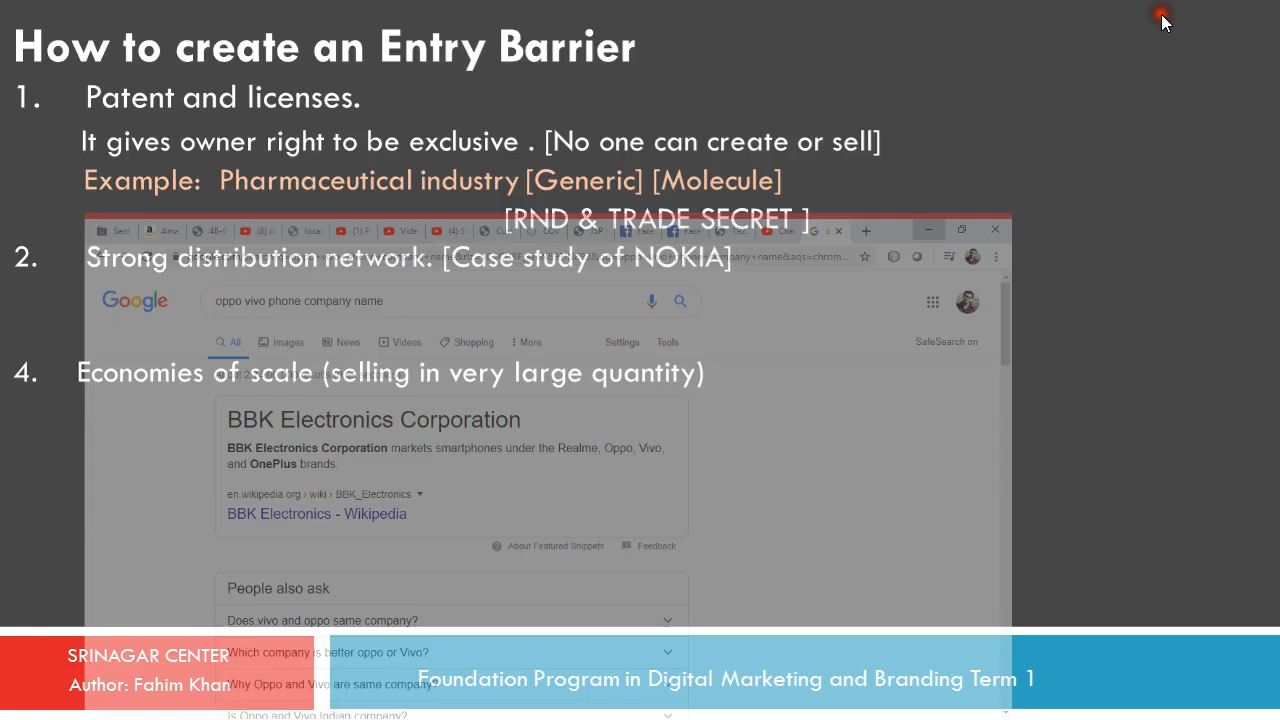 How to create an Entry Barrier
1. Patent and licenses.
It gives owner right to be exclusive . [No one can create or sell]
Example: Pharmaceutical industry [Generic] [Molecule]
[RND & TRADE SECRET ]
Sent Ama
2. Strong distribution network. [Case study of NOKIA]
Google oppo vivo phone company name
All Images News Videos Shopping More Settings Tools SafeSearch on
4. Economies of scale (selling in very large quantity)
BBK Electronics Corporation
BBK Electronics Corporation markets smartphones under the Realme, Oppo, Vivo,
and OnePlus brands.
en.wikipedia.org › wiki › BBK_Electronics
BBK Electronics - Wikipedia
About Featured Snippets Feedback
People also ask
Does vivo and oppo same company?
Which company is better oppo or Vivo?
Why Oppo and Vivo are same company?
Is Oppo and Vivo Indian company?
SRINAGAR CENTER
Author: Fahim Khan
Foundation Program in Digital Marketing and Branding Term 1